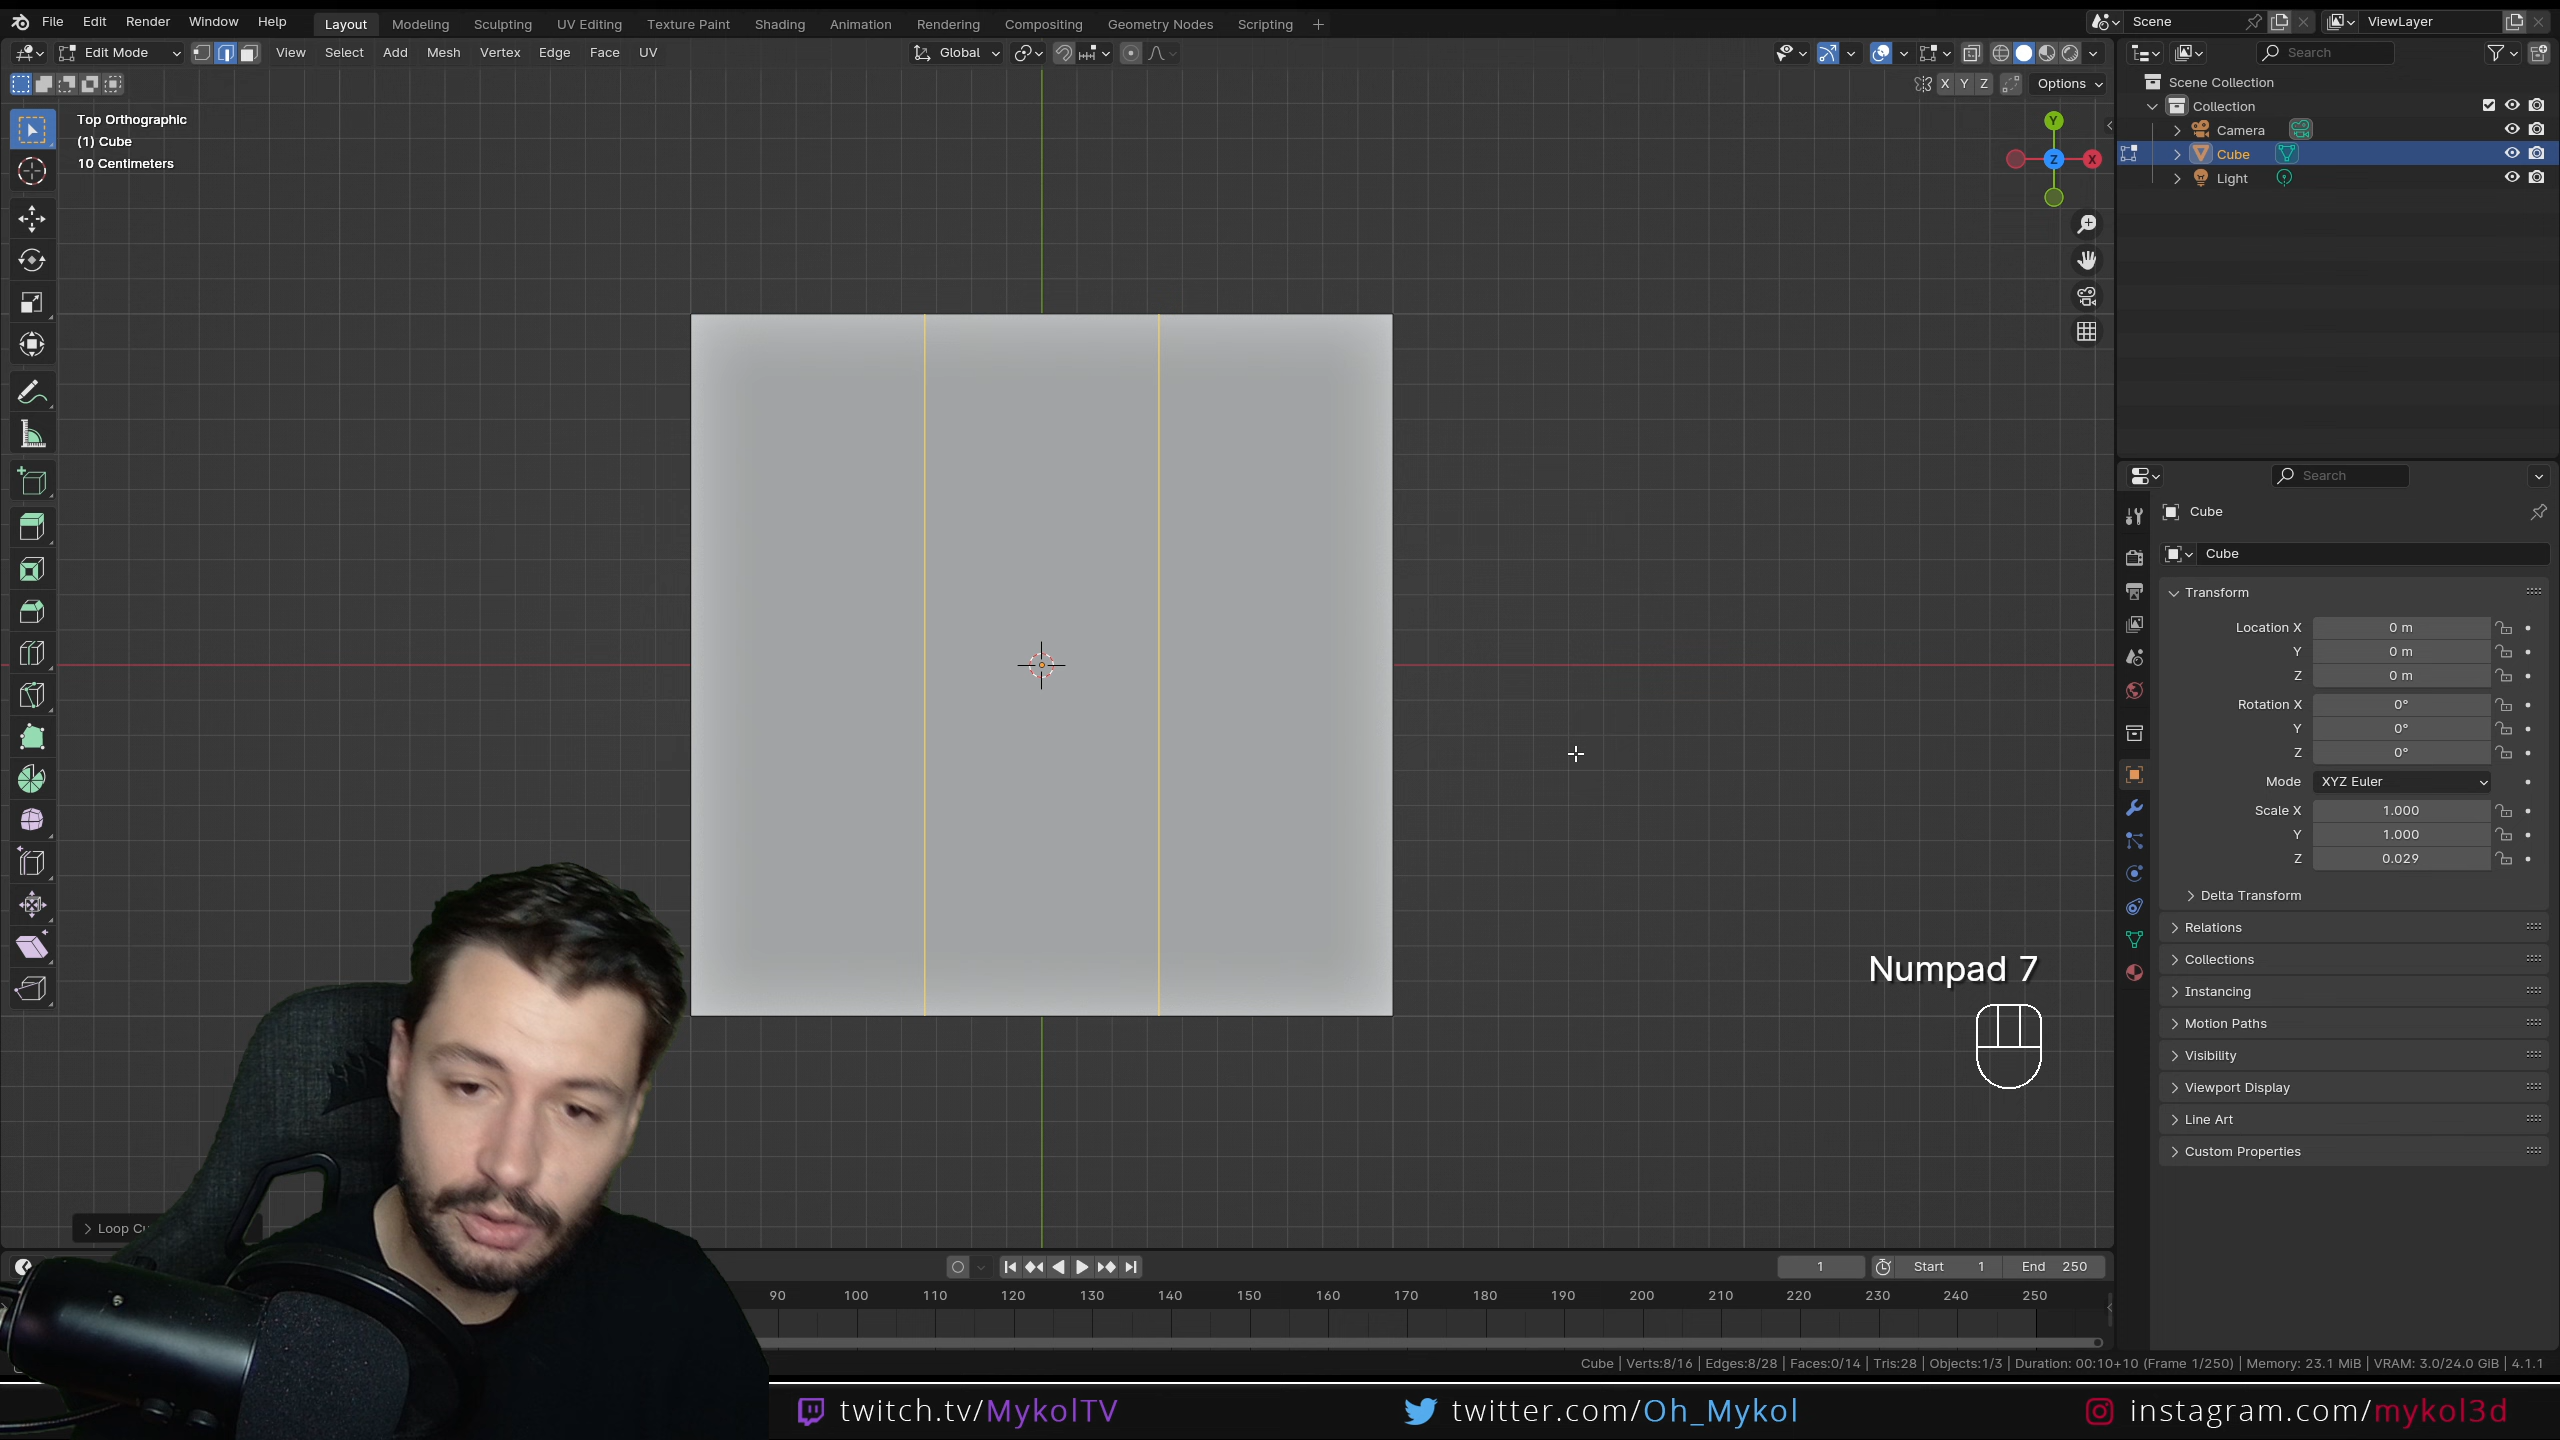 File Edit Render Window Help Layout Modeling Sculpting UV Editing Texture Paint Shading Animation Rendering Compositing Geometry Nodes Scripting Scene ViewLayer
Edit Mode View Select Add Mesh Vertex Edge Face UV Global Search
X Y Z Options
Top Orthographic
(1) Cube
10 Centimeters
Y
Z X
Scene Collection
Collection
Camera
Cube
Light
Search
Cube
Cube
Transform
Location X 0 m
Y 0 m
Z 0 m
Rotation X 0°
Y 0°
Z 0°
Mode XYZ Euler
Scale X 1.000
Y 1.000
Z 0.029
Delta Transform
Relations
Collections
Instancing
Motion Paths
Visibility
Viewport Display
Line Art
Custom Properties
Numpad 7
Loop
1 Start 1 End 250
90 100 110 120 130 140 150 160 170 180 190 200 210 220 230 240 250
Cube | Verts:8/16 | Edges:8/28 | Faces:0/14 | Tris:28 | Objects:1/3 | Duration: 00:10+10 (Frame 1/250) | Memory: 23.1 MiB | VRAM: 3.0/24.0 GiB | 4.1.1
twitch.tv/MykolTV twitter.com/Oh_Mykol instagram.com/mykol3d